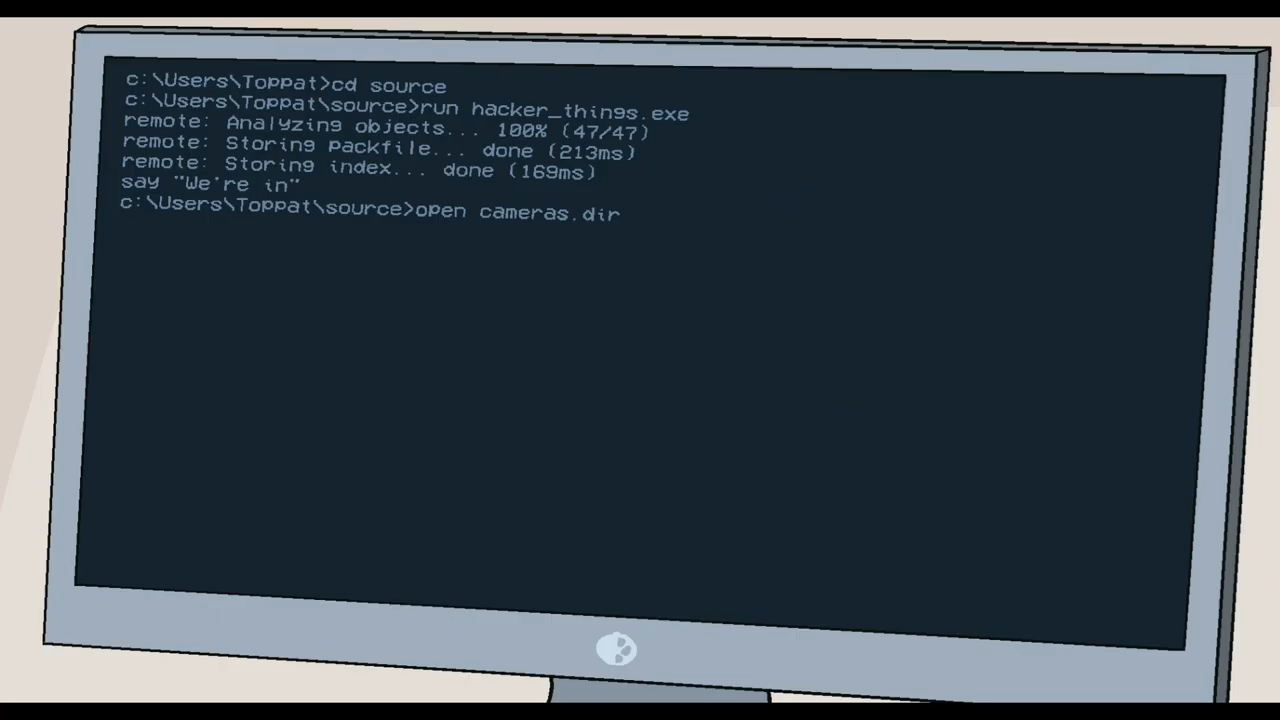 c:\Users\Toppat>cd source
c:\Users\Toppat\source>run hacker_things.exe
remote: Analyzing objects... 100% (47/47)
remote: Storing packfile... done (213ms)
remote: Storing index... done (169ms)
say "We're in"
c:\Users\Toppat\source>open cameras.dir